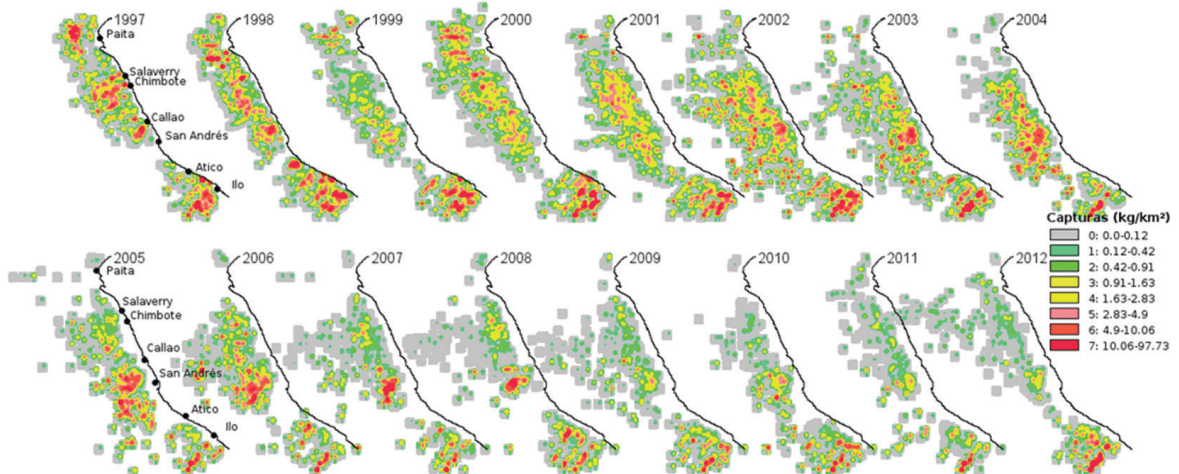 1997
1998
1999
2000
2001
2002
2003
2004
Paita
Salaverry
Chimbote
Callao
San Andrés
Atico
Ilo
Capturas (kg/km²)
0: 0.0-0.12
1: 0.12-0.42
2: 0.42-0.91
3: 0.91-1.63
4: 1.63-2.83
5: 2.83-4.9
6: 4.9-10.06
7: 10.06-97.73
2005
2006
2007
2008
2009
2010
2011
2012
Paita
Salaverry
Chimbote
Callao
San Andrés
Atico
Ilo